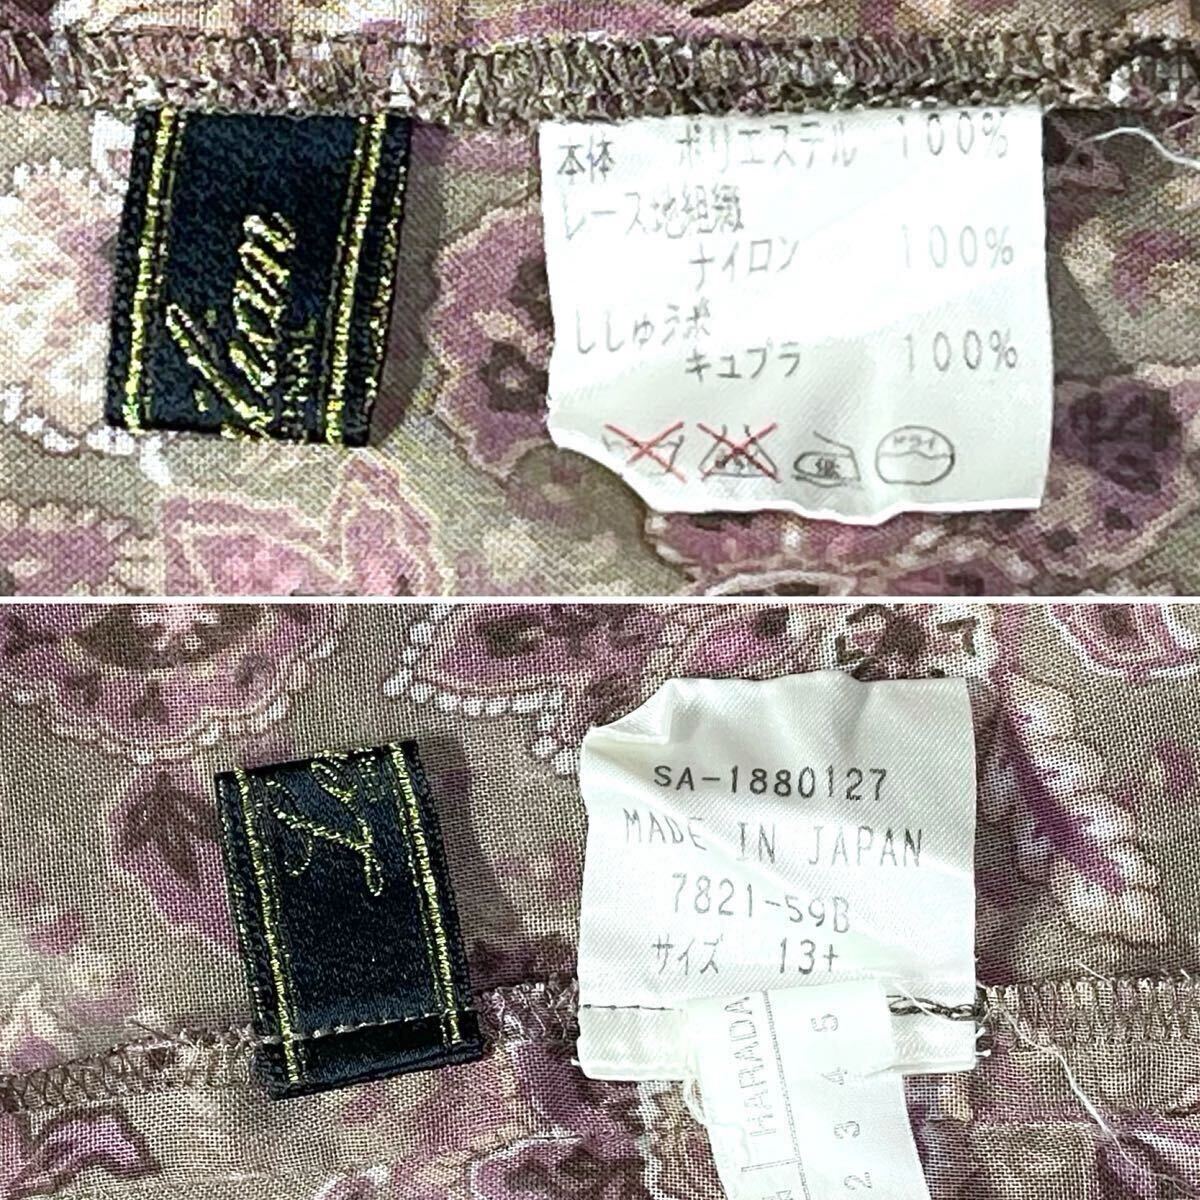 本体 ポリエステル 100%
レース地組織
ナイロン 100%
ししゅう部
キュプラ 100%
ドライ
SA-1880127
MADE IN JAPAN
7821-59B
サイズ 13+
HARADA
2 3 4 5